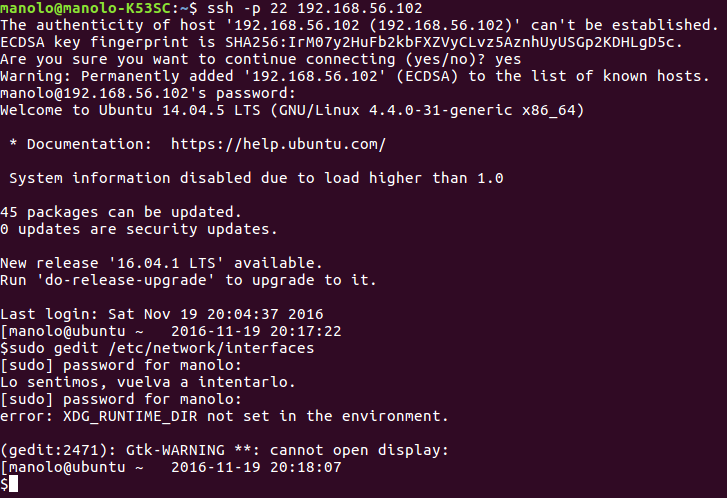 manolo@manolo-K53SC:~$ ssh -p 22 192.168.56.102
The authenticity of host '192.168.56.102 (192.168.56.102)' can't be established.
ECDSA key fingerprint is SHA256:IrM07y2HuFb2kbFXZVyCLvz5AznhUyUSGp2KDHLgD5c.
Are you sure you want to continue connecting (yes/no)? yes
Warning: Permanently added '192.168.56.102' (ECDSA) to the list of known hosts.
manolo@192.168.56.102's password:
Welcome to Ubuntu 14.04.5 LTS (GNU/Linux 4.4.0-31-generic x86_64)

 * Documentation:  https://help.ubuntu.com/

 System information disabled due to load higher than 1.0

45 packages can be updated.
0 updates are security updates.

New release '16.04.1 LTS' available.
Run 'do-release-upgrade' to upgrade to it.

Last login: Sat Nov 19 20:04:37 2016
[manolo@ubuntu ~   2016-11-19 20:17:22
$sudo gedit /etc/network/interfaces
[sudo] password for manolo:
Lo sentimos, vuelva a intentarlo.
[sudo] password for manolo:
error: XDG_RUNTIME_DIR not set in the environment.

(gedit:2471): Gtk-WARNING **: cannot open display:
[manolo@ubuntu ~   2016-11-19 20:18:07
$